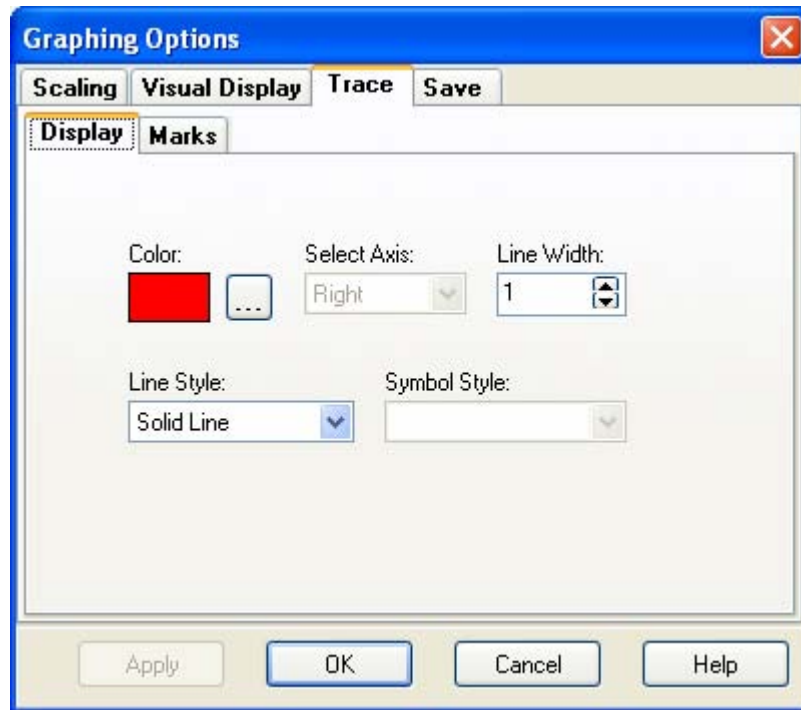 Graphing Options
Scaling Visual Display Trace Save
Display Marks
Color: Select Axis: Line Width:
... Right 1
Line Style: Symbol Style:
Solid Line
Apply OK Cancel Help